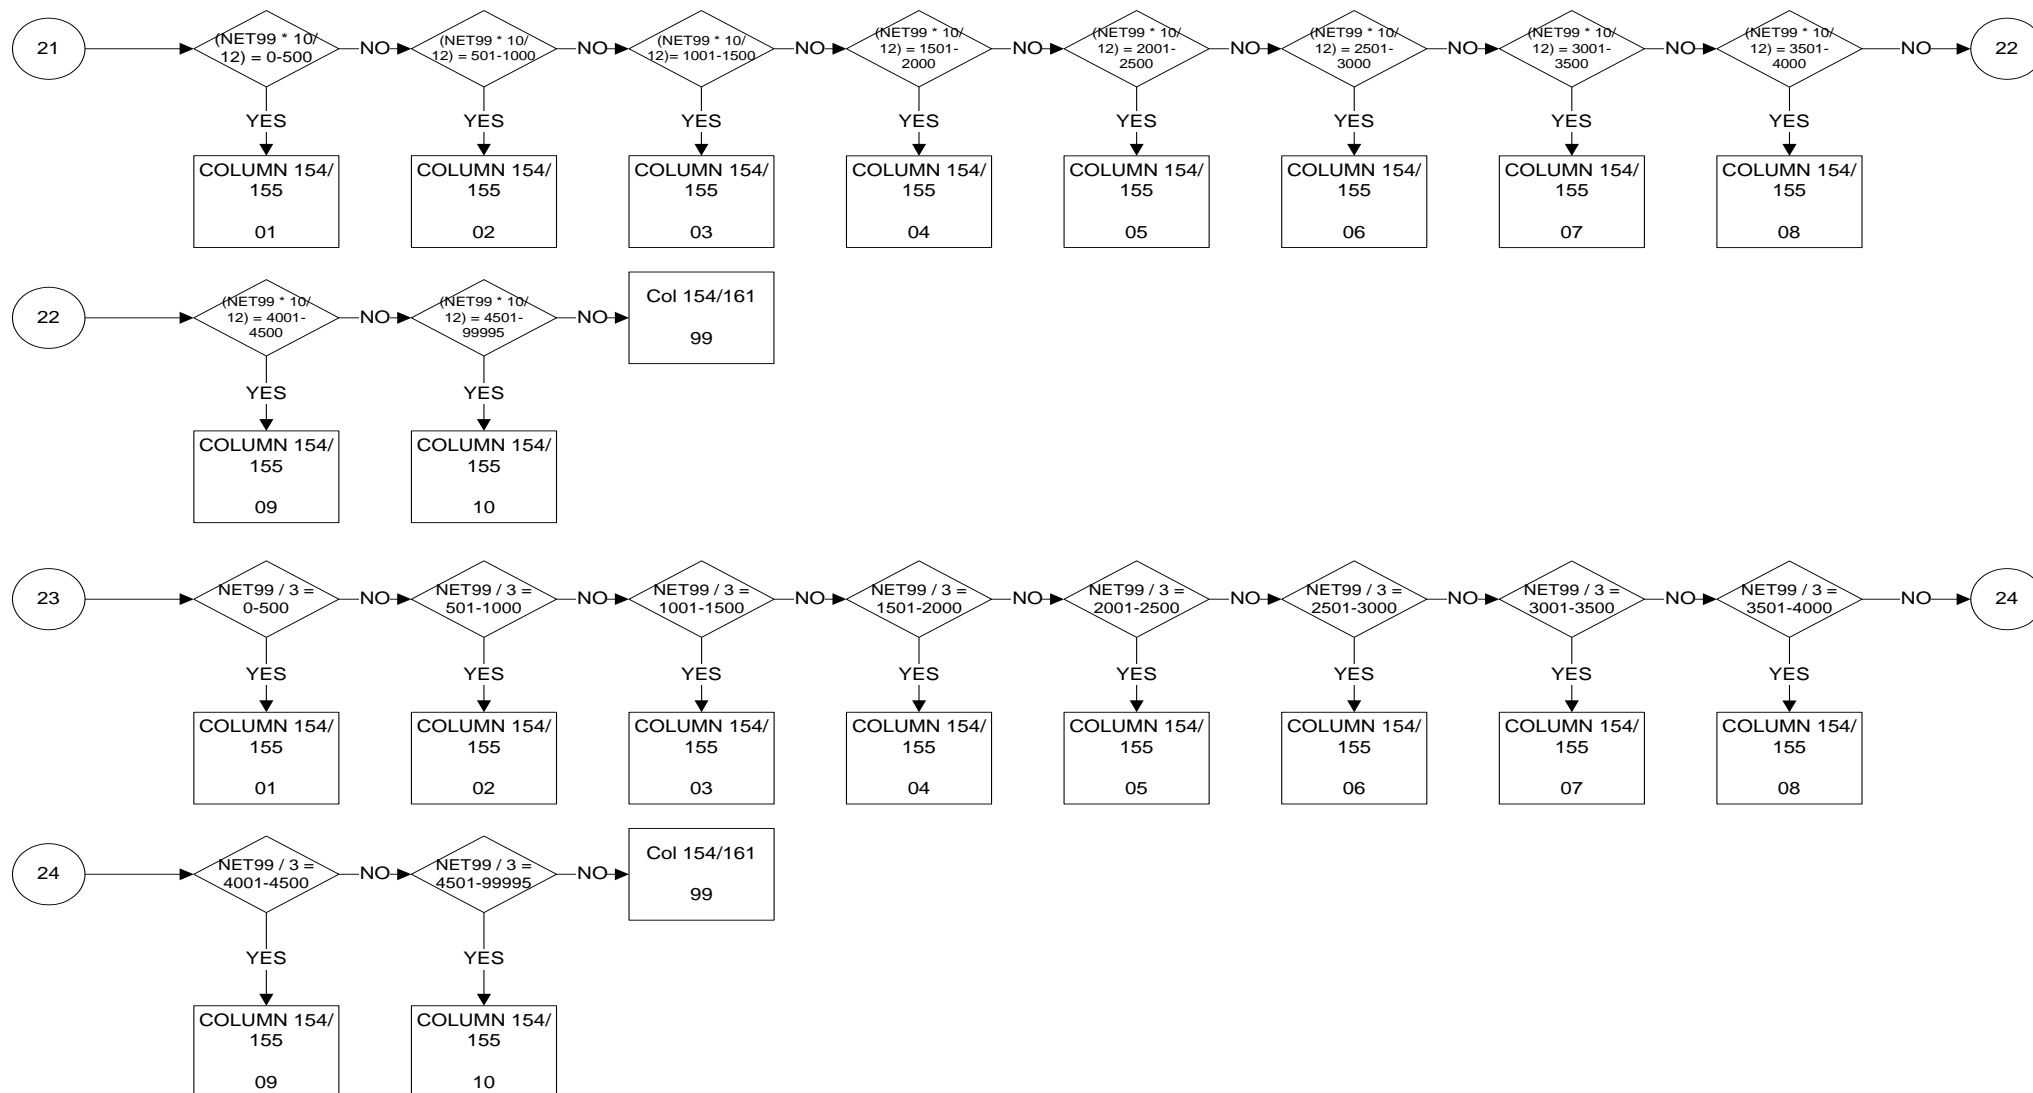 21
(NET99 * 10/
12) = 0-500
NO
(NET99 * 10/
12) = 501-1000
NO
(NET99 * 10/
12)= 1001-1500
NO
(NET99 * 10/
12) = 1501-
2000
NO
(NET99 * 10/
12) = 2001-
2500
NO
(NET99 * 10/
12) = 2501-
3000
NO
(NET99 * 10/
12) = 3001-
3500
NO
(NET99 * 10/
12) = 3501-
4000
NO
22
YES
YES
YES
YES
YES
YES
YES
YES
COLUMN 154/
155
01
COLUMN 154/
155
02
COLUMN 154/
155
03
COLUMN 154/
155
04
COLUMN 154/
155
05
COLUMN 154/
155
06
COLUMN 154/
155
07
COLUMN 154/
155
08
22
(NET99 * 10/
12) = 4001-
4500
NO
(NET99 * 10/
12) = 4501-
99995
NO
Col 154/161
99
YES
YES
COLUMN 154/
155
09
COLUMN 154/
155
10
23
NET99 / 3 =
0-500
NO
NET99 / 3 =
501-1000
NO
NET99 / 3 =
1001-1500
NO
NET99 / 3 =
1501-2000
NO
NET99 / 3 =
2001-2500
NO
NET99 / 3 =
2501-3000
NO
NET99 / 3 =
3001-3500
NO
NET99 / 3 =
3501-4000
NO
24
YES
YES
YES
YES
YES
YES
YES
YES
COLUMN 154/
155
01
COLUMN 154/
155
02
COLUMN 154/
155
03
COLUMN 154/
155
04
COLUMN 154/
155
05
COLUMN 154/
155
06
COLUMN 154/
155
07
COLUMN 154/
155
08
24
NET99 / 3 =
4001-4500
NO
NET99 / 3 =
4501-99995
NO
Col 154/161
99
YES
YES
COLUMN 154/
155
09
COLUMN 154/
155
10